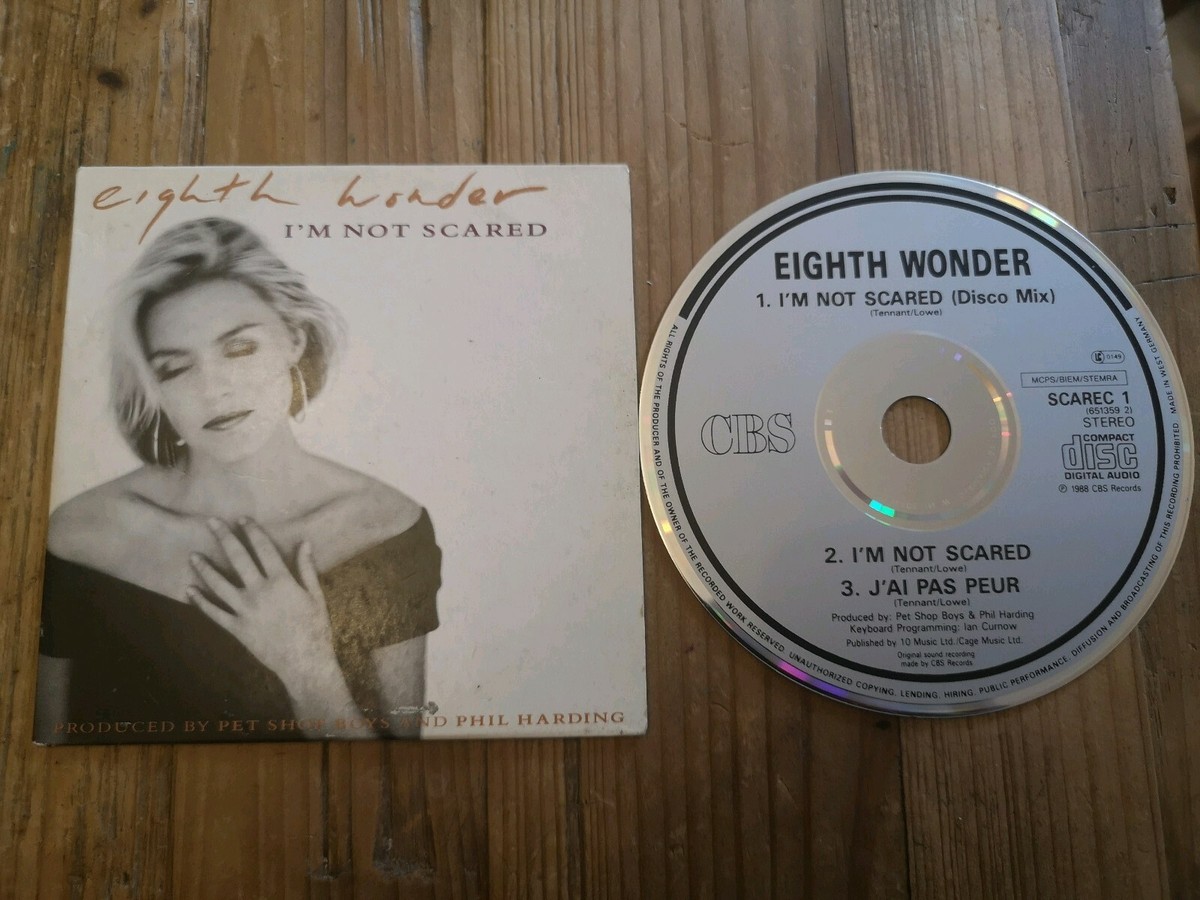 eighth wonder
I'M NOT SCARED
PRODUCED BY PET SHOP BOYS AND PHIL HARDING
EIGHTH WONDER
1. I'M NOT SCARED (Disco Mix)
(Tennant/Lowe)
LC 0149
MCPS/BIEM/STEMRA
SCAREC 1
(651359 2)
STEREO
CBS
COMPACT
disc
DIGITAL AUDIO
℗ 1988 CBS Records
2. I'M NOT SCARED
(Tennant/Lowe)
3. J'AI PAS PEUR
(Tennant/Lowe)
Produced by: Pet Shop Boys & Phil Harding
Keyboard Programming: Ian Curnow
Published by 10 Music Ltd./Cage Music Ltd.
Original sound recording
made by CBS Records
ALL RIGHTS OF THE PRODUCER AND OF THE OWNER OF THE RECORDED WORK RESERVED. UNAUTHORIZED COPYING, LENDING, HIRING, PUBLIC PERFORMANCE, DIFFUSION AND BROADCASTING OF THIS RECORDING PROHIBITED. MADE IN WEST GERMANY